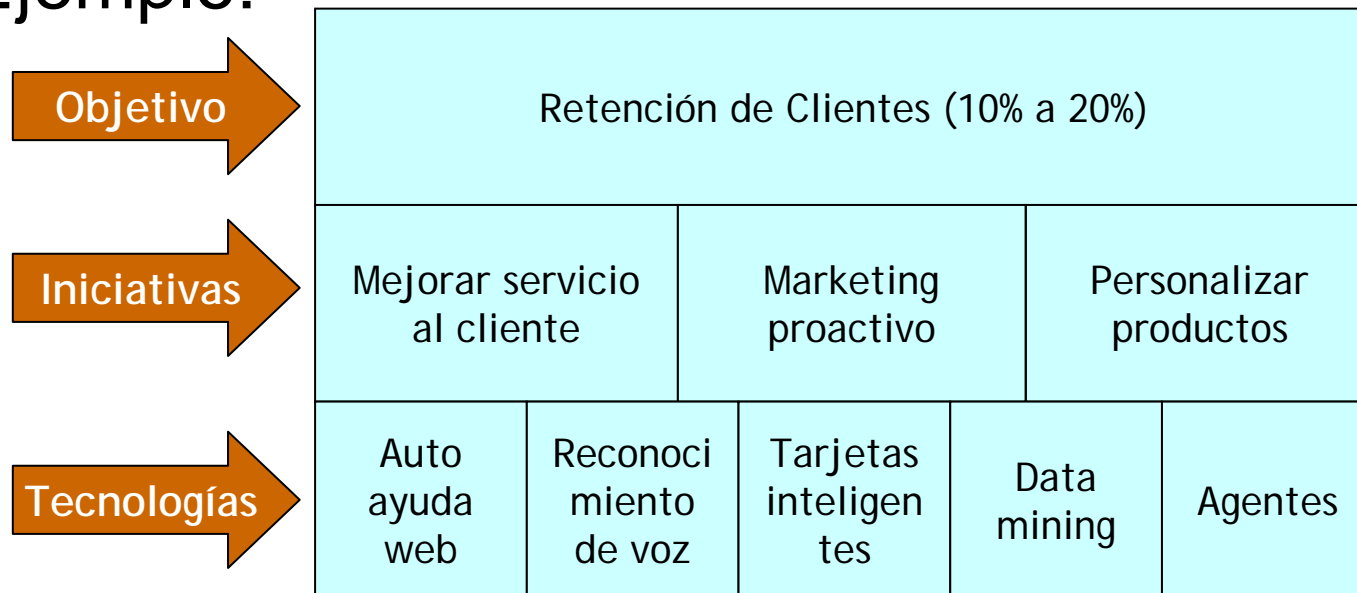 Ejemplo:
Objetivo
Retención de Clientes (10% a 20%)
Iniciativas
Mejorar servicio
al cliente
Marketing
proactivo
Personalizar
productos
Tecnologías
Auto
ayuda
web
Reconoci
miento
de voz
Tarjetas
inteligen
tes
Data
mining
Agentes